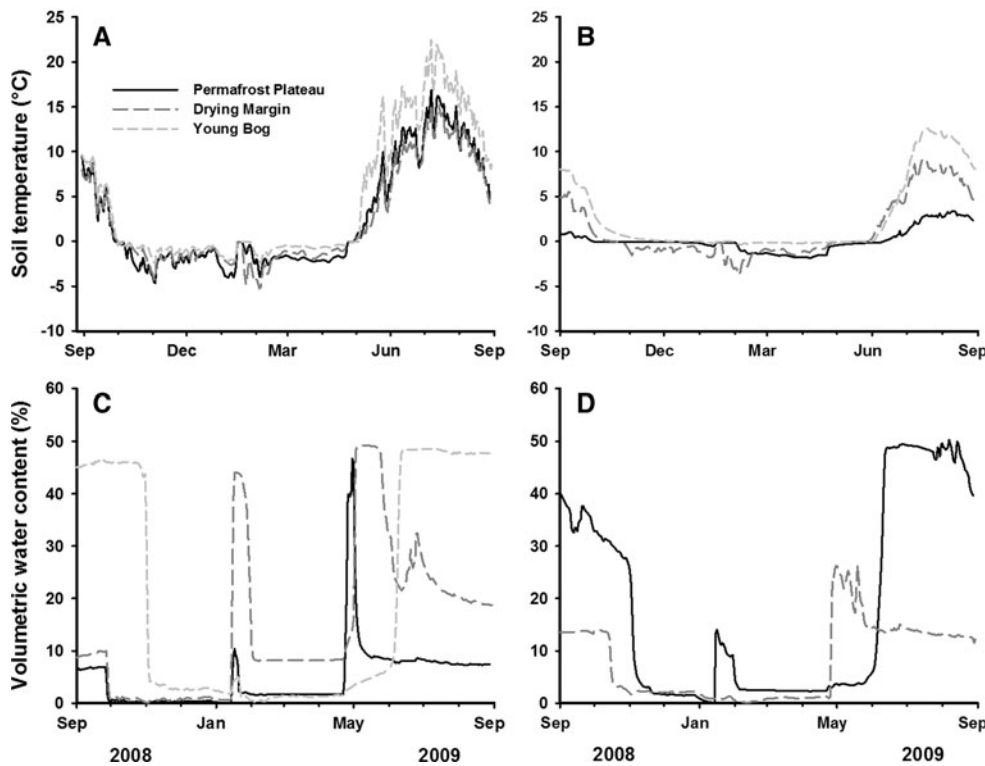 A
B
Soil temperature (°C)
25
20
15
10
5
0
-5
-10
Permafrost Plateau
Drying Margin
Young Bog
Sep Dec Mar Jun Sep
25
20
15
10
5
0
-5
-10
Sep Dec Mar Jun Sep
C
D
Volumetric water content (%)
60
50
40
30
20
10
0
Sep Jan May Sep
2008 2009
60
50
40
30
20
10
0
Sep Jan May Sep
2008 2009